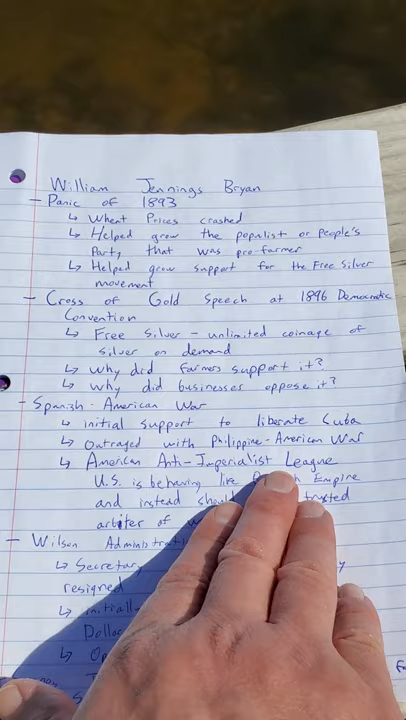 William Jennings Bryan
- Panic of 1893
↳ Wheat Prices crashed
↳ Helped grow the populist or People's
Party that was pro-farmer
↳ Helped grow support for the Free Silver
movement
- Cross of Gold Speech at 1896 Democratic
Convention
↳ Free Silver - unlimited coinage of
silver on demand
↳ Why did farmers support it?
↳ why did businesses oppose it?
- Spanish-American War
↳ initial support to liberate Cuba
↳ Outraged with Philippine-American War
↳ American Anti-Imperialist League
U.S. is behaving like Empire
and instead trusted
arbiter of
- Wilson
↳ Secretary
resigned
↳ initially